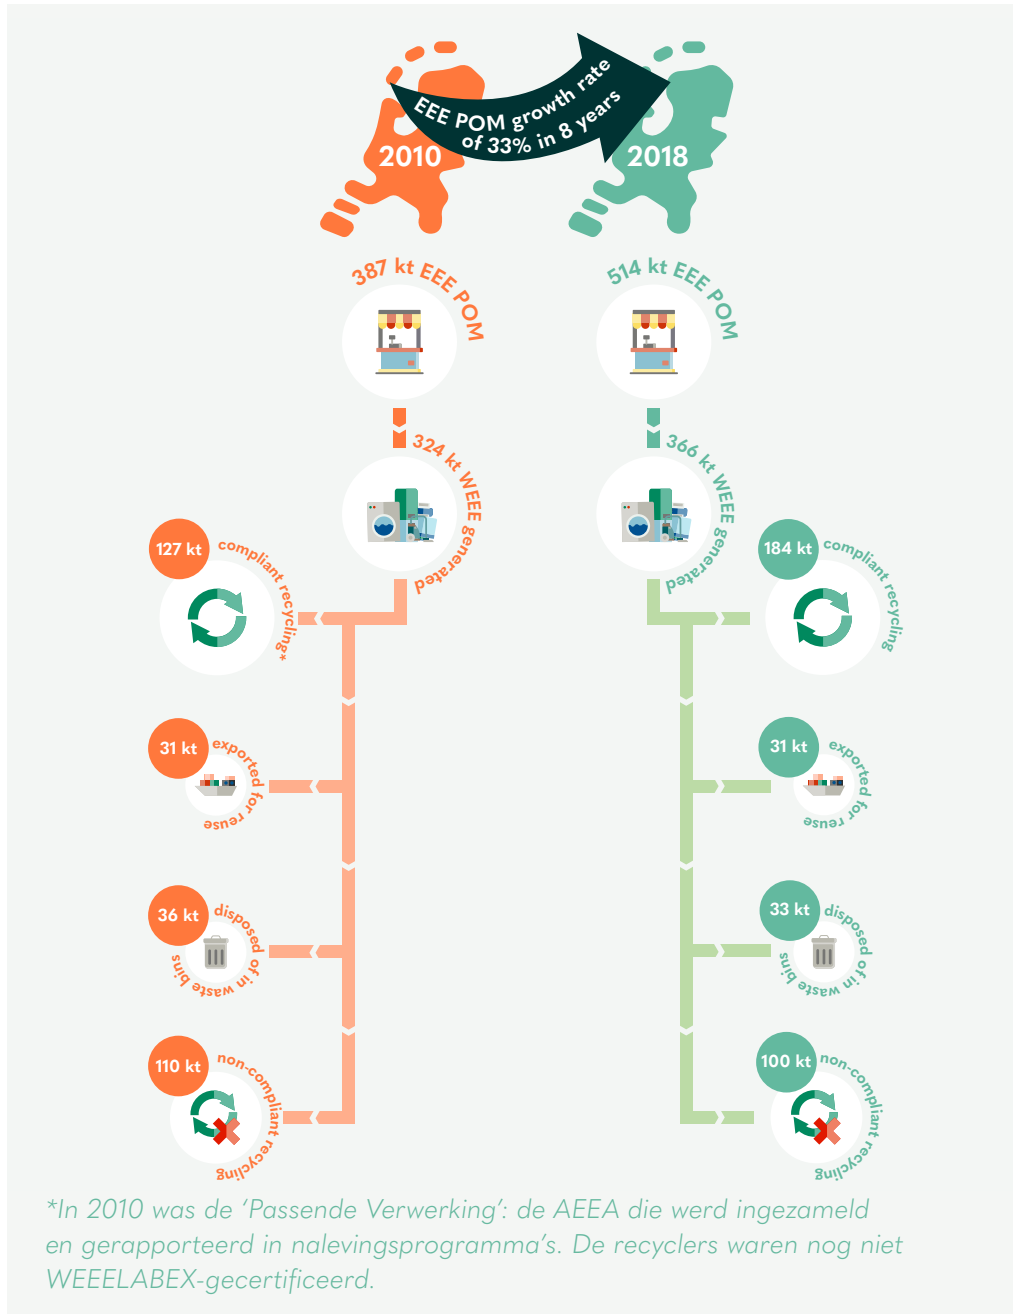 EEE POM growth rate
of 33% in 8 years
2010
2018
387 kt EEE POM
514 kt EEE POM
324 kt WEEE generated
366 kt WEEE generated
127 kt
compliant recycling*
184 kt
compliant recycling
31 kt
exported for reuse
31 kt
exported for reuse
36 kt
disposed of in waste bins
33 kt
disposed of in waste bins
110 kt
non-compliant recycling
100 kt
non-compliant recycling
*In 2010 was de ‘Passende Verwerking’: de AEEA die werd ingezameld
en gerapporteerd in nalevingsprogramma’s. De recyclers waren nog niet
WEEELABEX-gecertificeerd.